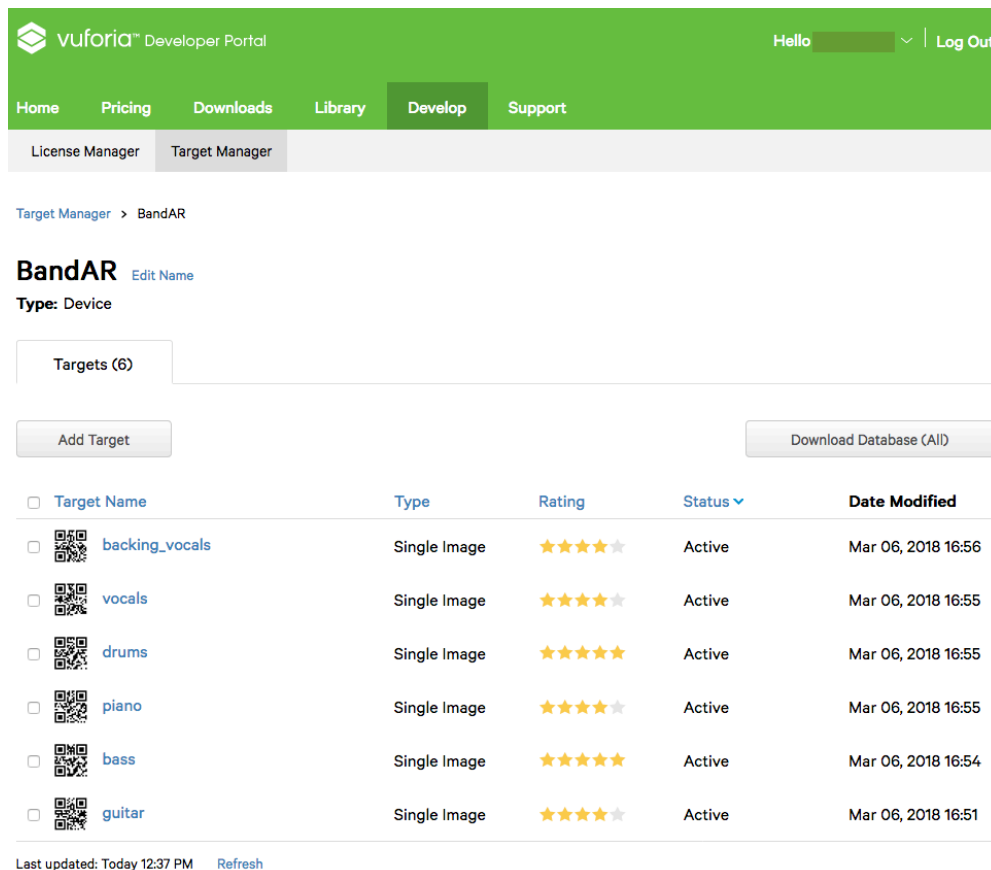 vuforia™ Developer Portal
Hello
Log Out
Home Pricing Downloads Library Develop Support
License Manager Target Manager
Target Manager > BandAR
BandAR Edit Name
Type: Device
Targets (6)
Add Target Download Database (All)
Target Name Type Rating Status Date Modified
backing_vocals Single Image Active Mar 06, 2018 16:56
vocals Single Image Active Mar 06, 2018 16:55
drums Single Image Active Mar 06, 2018 16:55
piano Single Image Active Mar 06, 2018 16:55
bass Single Image Active Mar 06, 2018 16:54
guitar Single Image Active Mar 06, 2018 16:51
Last updated: Today 12:37 PM Refresh